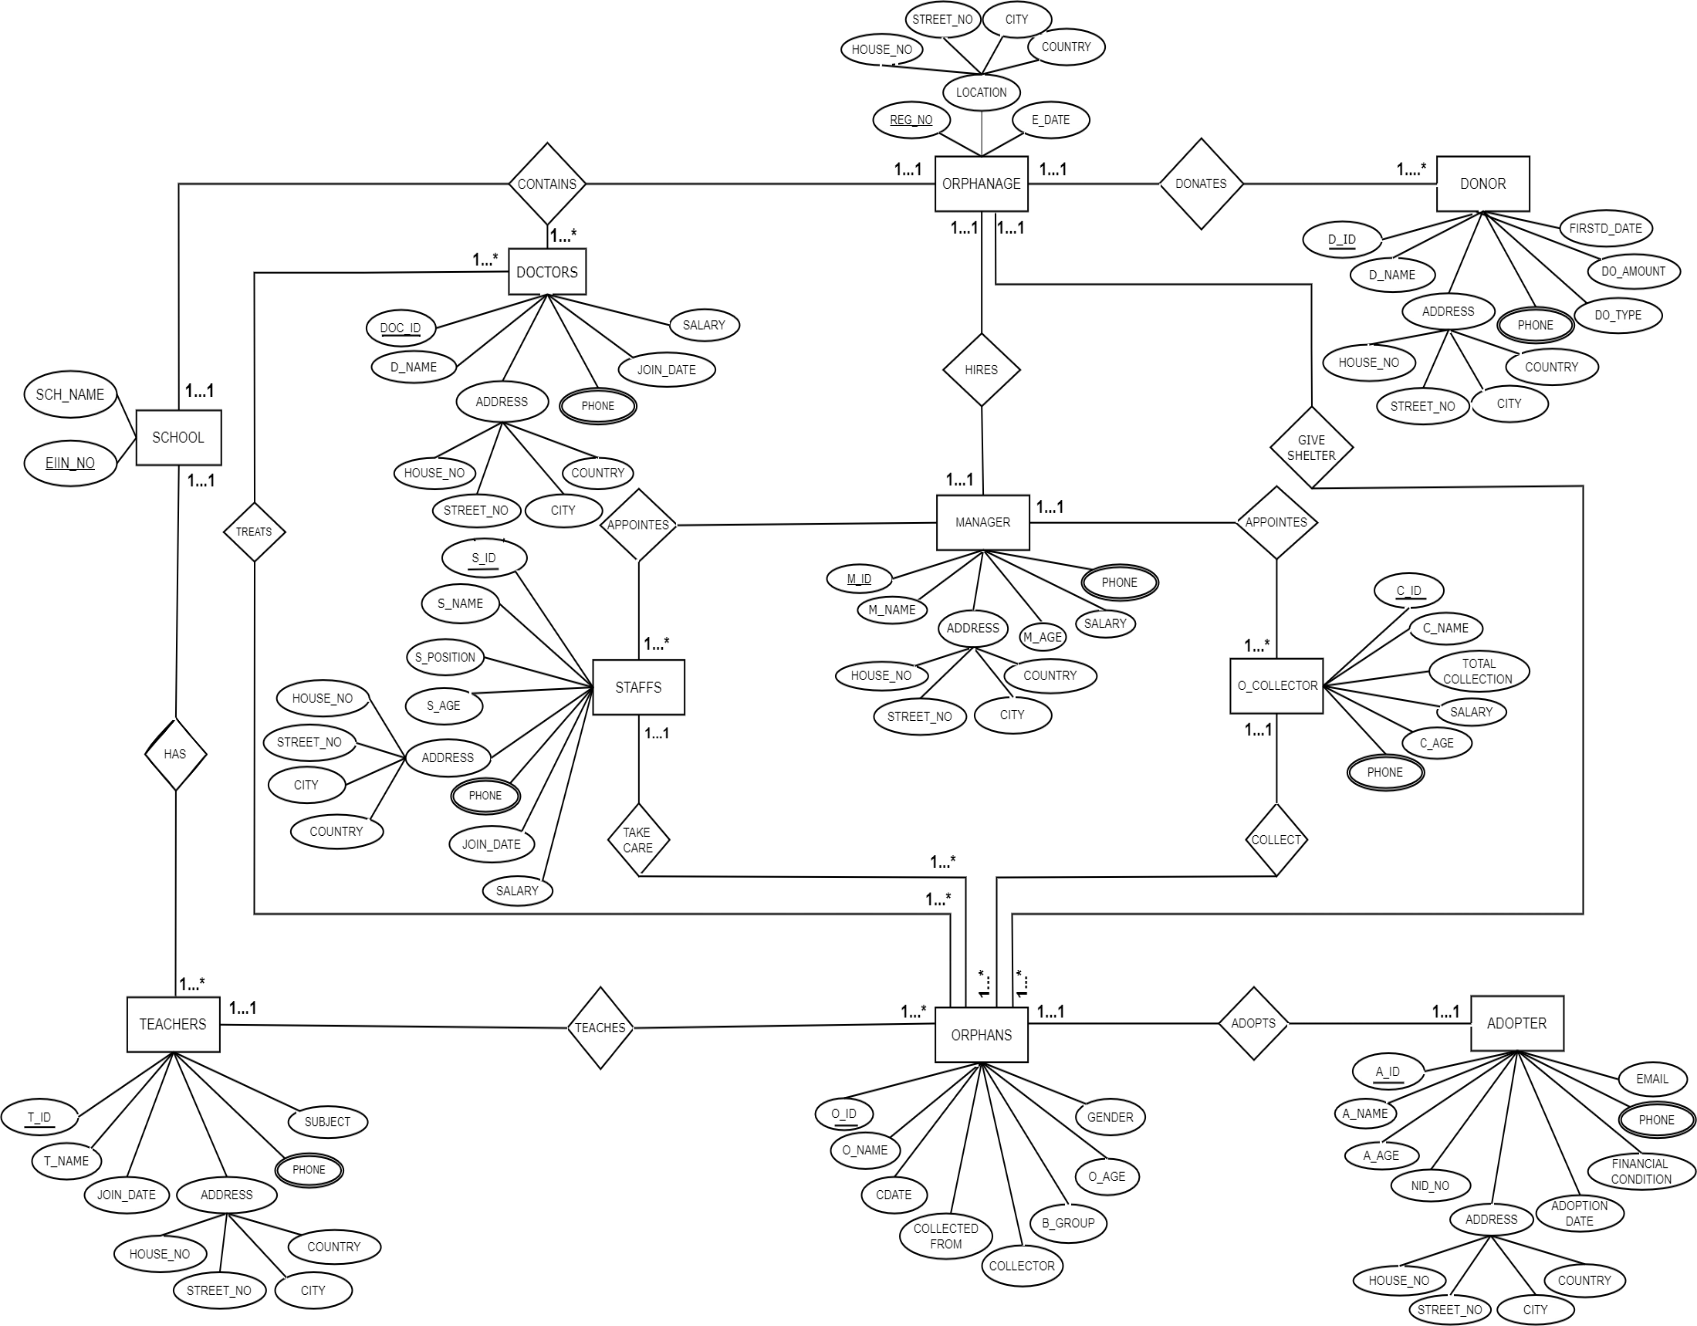 STREET_NO
CITY
HOUSE_NO
COUNTRY
LOCATION
REG_NO
E_DATE
CONTAINS
1...1
ORPHANAGE
1...1
DONATES
1....*
DONOR
1...*
1...1
1...1
DOCTORS
1...*
D_ID
FIRSTD_DATE
D_NAME
DO_AMOUNT
ADDRESS
PHONE
DO_TYPE
HOUSE_NO
COUNTRY
STREET_NO
CITY
DOC_ID
SALARY
D_NAME
JOIN_DATE
ADDRESS
PHONE
HOUSE_NO
COUNTRY
STREET_NO
CITY
HIRES
GIVE
SHELTER
SCH_NAME
1...1
SCHOOL
EIIN_NO
1...1
TREATS
APPOINTES
1...1
MANAGER
1...1
APPOINTES
M_ID
PHONE
M_NAME
ADDRESS
M_AGE
SALARY
HOUSE_NO
COUNTRY
STREET_NO
CITY
S_ID
S_NAME
S_POSITION
S_AGE
1...*
STAFFS
1...1
HOUSE_NO
STREET_NO
ADDRESS
CITY
PHONE
COUNTRY
JOIN_DATE
SALARY
C_ID
C_NAME
1...*
O_COLLECTOR
TOTAL
COLLECTION
SALARY
1...1
C_AGE
PHONE
HAS
TAKE
CARE
COLLECT
1...*
1...*
1...*
1...*
1...*
TEACHERS
1...1
TEACHES
1...*
ORPHANS
1...1
ADOPTS
1...1
ADOPTER
T_ID
SUBJECT
T_NAME
PHONE
JOIN_DATE
ADDRESS
HOUSE_NO
COUNTRY
STREET_NO
CITY
O_ID
GENDER
O_NAME
O_AGE
CDATE
COLLECTED
FROM
B_GROUP
COLLECTOR
A_ID
EMAIL
A_NAME
PHONE
A_AGE
FINANCIAL
CONDITION
NID_NO
ADDRESS
ADOPTION
DATE
HOUSE_NO
COUNTRY
STREET_NO
CITY